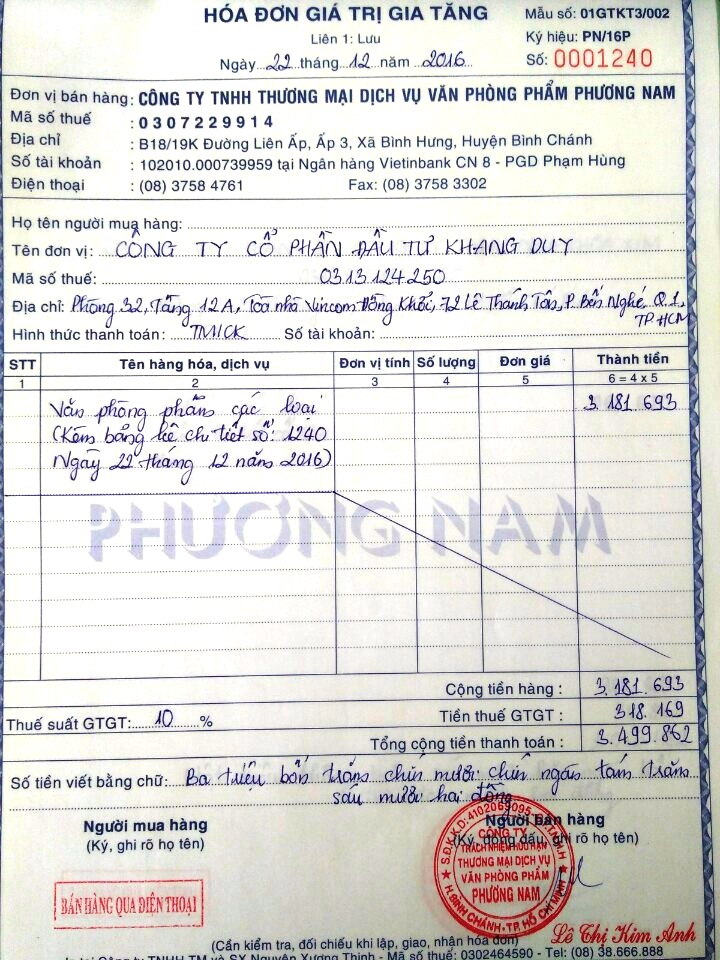 HÓA ĐƠN GIÁ TRỊ GIA TĂNG
Mẫu số: 01GTKT3/002
Liên 1: Lưu
Ký hiệu: PN/16P
Ngày 22 tháng 12 năm 2016
Số: 0001240
Đơn vị bán hàng: CÔNG TY TNHH THƯƠNG MẠI DỊCH VỤ VĂN PHÒNG PHẨM PHƯƠNG NAM
Mã số thuế : 0307229914
Địa chỉ : B18/19K Đường Liên Ấp, Ấp 3, Xã Bình Hưng, Huyện Bình Chánh
Số tài khoản : 102010.000739959 tại Ngân hàng Vietinbank CN 8 - PGD Phạm Hùng
Điện thoại : (08) 3758 4761 Fax: (08) 3758 3302
Họ tên người mua hàng:
Tên đơn vị : CÔNG TY CỔ PHẦN ĐẦU TƯ KHANG DUY
Mã số thuế: 0313124250
Địa chỉ: Phòng 32, Tầng 12A, Toà nhà Vincom Đồng Khởi, 72 Lê Thánh Tôn, P. Bến Nghé, Q.1,
TP.HCM
Hình thức thanh toán: TM/CK Số tài khoản:
STT Tên hàng hóa, dịch vụ Đơn vị tính Số lượng Đơn giá Thành tiền
1 2 3 4 5 6 = 4 x 5
Văn phòng phẩm các loại 3.181.693
(Kèm bảng kê chi tiết số: 1240
Ngày 22 tháng 12 năm 2016)
PHƯƠNG NAM
Cộng tiền hàng : 3.181.693
Thuế suất GTGT: 10 % Tiền thuế GTGT : 318.169
Tổng cộng tiền thanh toán : 3.499.862
Số tiền viết bằng chữ: Ba triệu bốn trăm chín mươi chín ngàn tám trăm
sáu mươi hai đồng
Người mua hàng
(Ký, ghi rõ họ tên)
Người bán hàng
(Ký, đóng dấu, ghi rõ họ tên)
S.Đ.K.K.D: 4102069095
CÔNG TY
TRÁCH NHIỆM HỮU HẠN
THƯƠNG MẠI DỊCH VỤ
VĂN PHÒNG PHẨM
PHƯƠNG NAM
H.BÌNH CHÁNH-TP.HỒ CHÍ MINH
BÁN HÀNG QUA ĐIỆN THOẠI
Lê Thị Kim Anh
(Cần kiểm tra, đối chiếu khi lập, giao, nhận hóa đơn)
In tại Công ty TNHH TM và SX Nguyễn Xương Thịnh - Mã số thuế: 0302464590 - ĐT: (08) 38.666.888